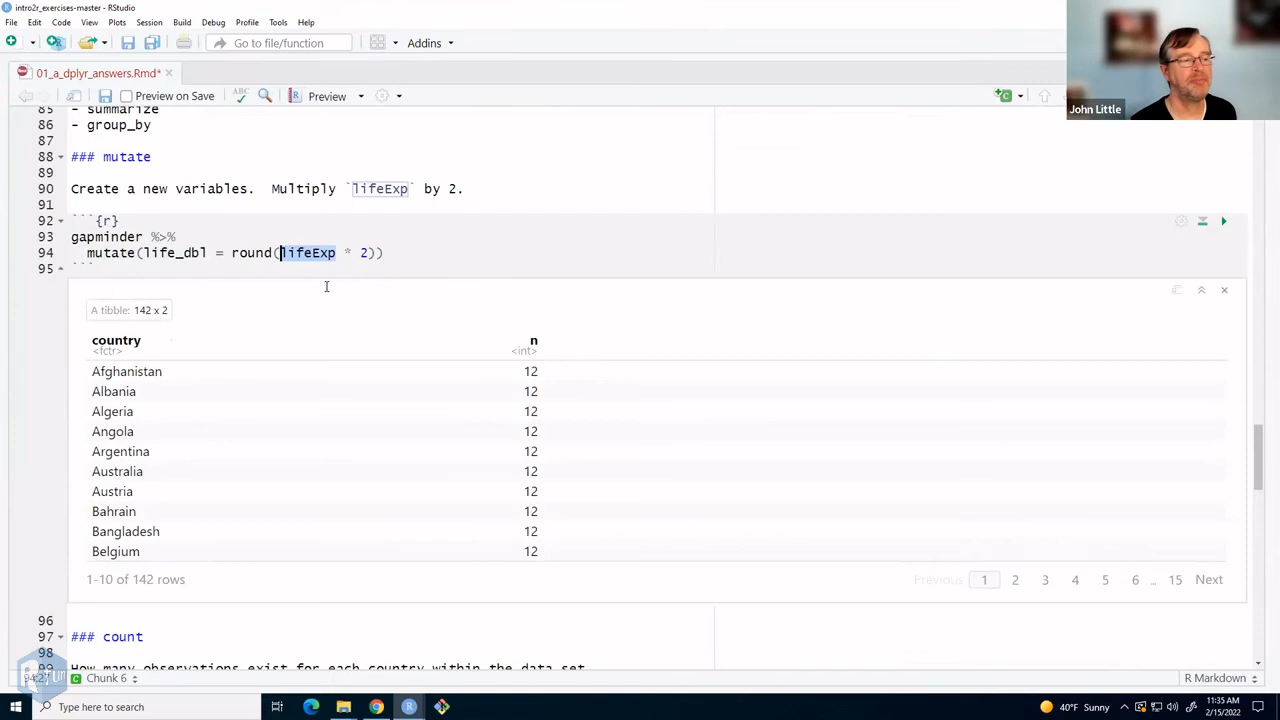 intro2r_exercises-master - RStudio
File Edit Code View Plots Session Build Debug Profile Tools Help
Go to file/function Addins
01_a_dplyr_answers.Rmd*
Preview on Save ABC Preview
John Little
85 - summarize
86 - group_by
87
88 ### mutate
89
90 Create a new variables. Multiply `lifeExp` by 2.
91
92 ```{r}
93 gapminder %>%
94 mutate(life_dbl = round(lifeExp * 2))
95 ```
A tibble: 142 x 2
country n
<fctr> <int>
Afghanistan 12
Albania 12
Algeria 12
Angola 12
Argentina 12
Australia 12
Austria 12
Bahrain 12
Bangladesh 12
Belgium 12
1-10 of 142 rows Previous 1 2 3 4 5 6 .. 15 Next
96
97 ### count
98
99 How many observations exist for each country within the data set
94:27 Chunk 6 R Markdown
Type here to search 40°F Sunny 11:35 AM
2/15/2022